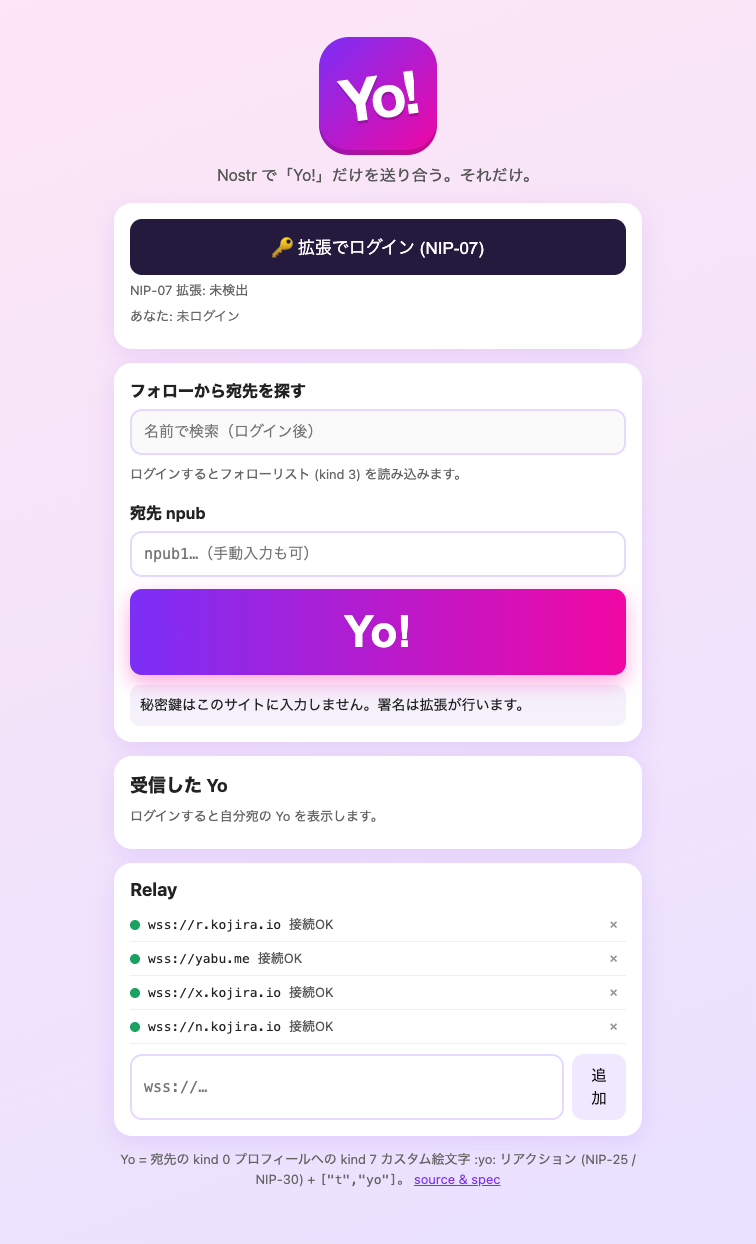 Yo!
Nostr で「Yo!」だけを送り合う。それだけ。
🔑 拡張でログイン (NIP-07)
NIP-07 拡張: 未検出
あなた: 未ログイン
フォローから宛先を探す
名前で検索（ログイン後）
ログインするとフォローリスト (kind 3) を読み込みます。
宛先 npub
npub1…（手動入力も可）
Yo!
秘密鍵はこのサイトに入力しません。署名は拡張が行います。
受信した Yo
ログインすると自分宛の Yo を表示します。
Relay
wss://r.kojira.io 接続OK ×
wss://yabu.me 接続OK ×
wss://x.kojira.io 接続OK ×
wss://n.kojira.io 接続OK ×
wss://…
追
加
Yo = 宛先の kind 0 プロフィールへの kind 7 カスタム絵文字 :yo: リアクション (NIP-25 /
NIP-30) + ["t","yo"]。 source & spec